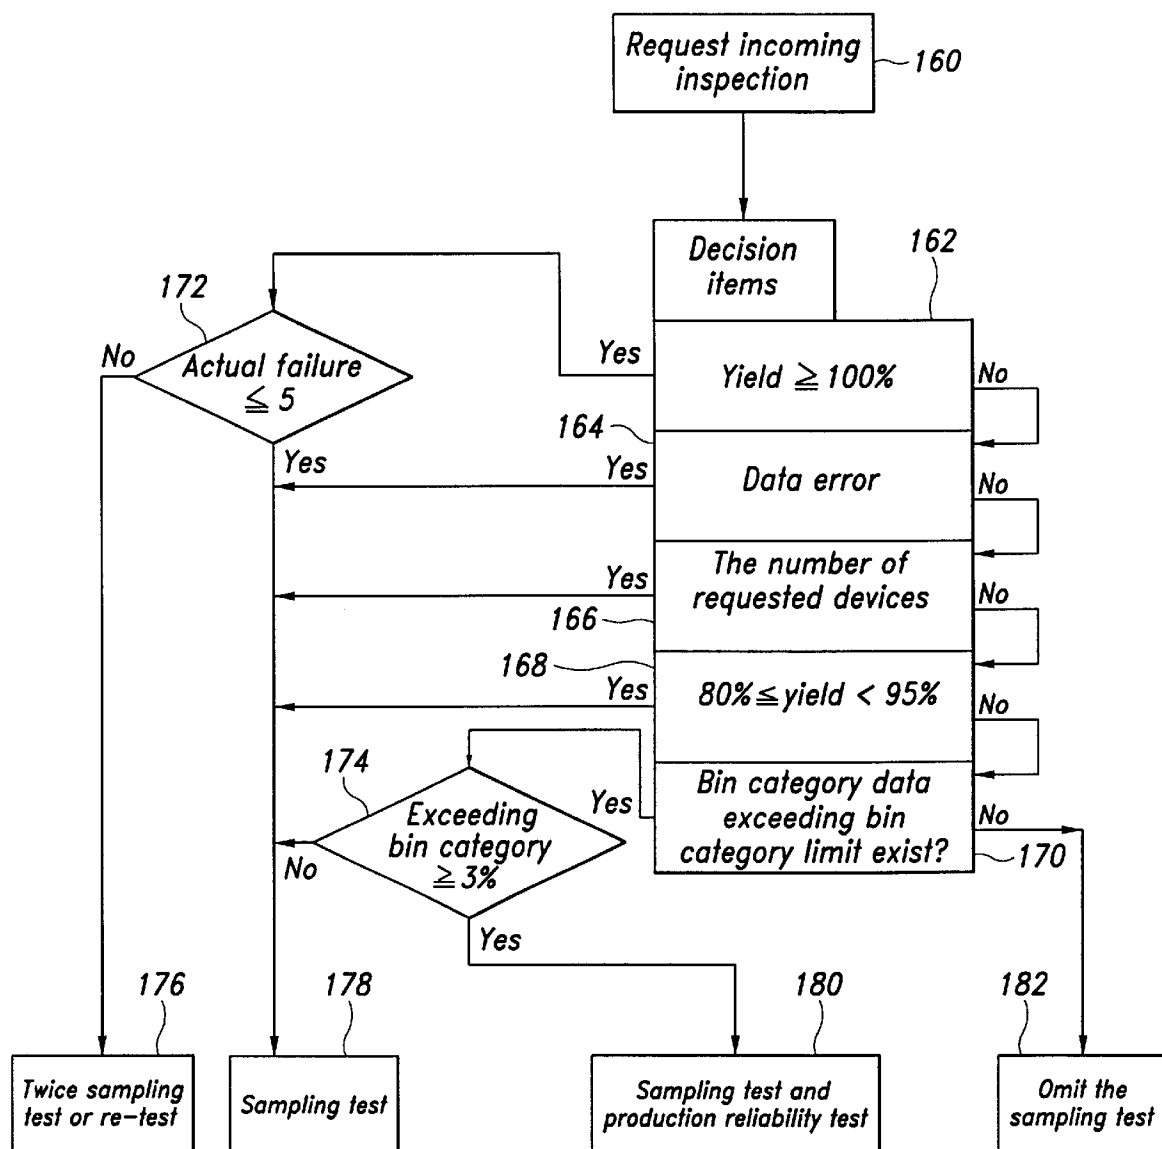 Request incoming
inspection
160
Decision
items
162
172
No
Actual failure
≦ 5
Yes
Yes
Yield ≧ 100%
No
164
Yes
Data error
No
Yes
The number of
requested devices
No
166
168
Yes
80% ≦ yield < 95%
No
174
Exceeding
bin category
≧ 3%
No
Yes
Yes
Bin category data
exceeding bin
category limit exist?
No
170
176
178
180
182
Twice sampling
test or re-test
Sampling test
Sampling test and
production reliability test
Omit the
sampling test